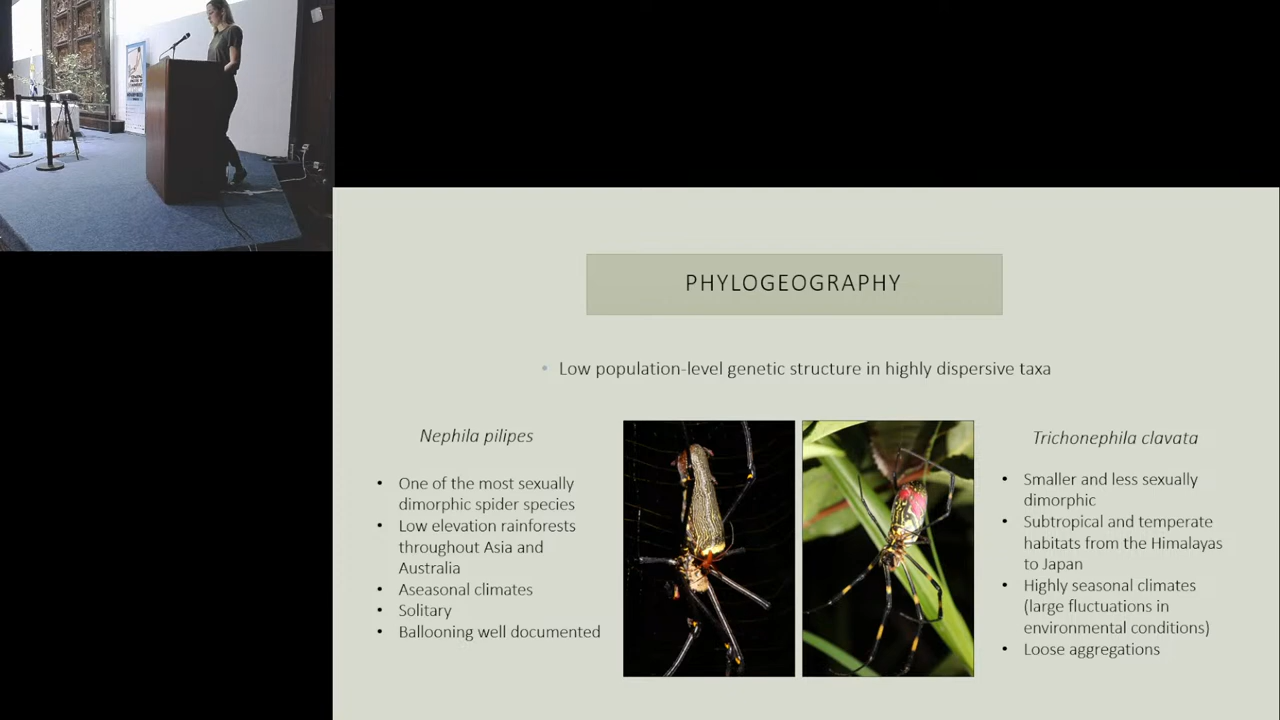 PHYLOGEOGRAPHY
• Low population-level genetic structure in highly dispersive taxa
Nephila pilipes
• One of the most sexually
dimorphic spider species
• Low elevation rainforests
throughout Asia and
Australia
• Aseasonal climates
• Solitary
• Ballooning well documented
Trichonephila clavata
• Smaller and less sexually
dimorphic
• Subtropical and temperate
habitats from the Himalayas
to Japan
• Highly seasonal climates
(large fluctuations in
environmental conditions)
• Loose aggregations